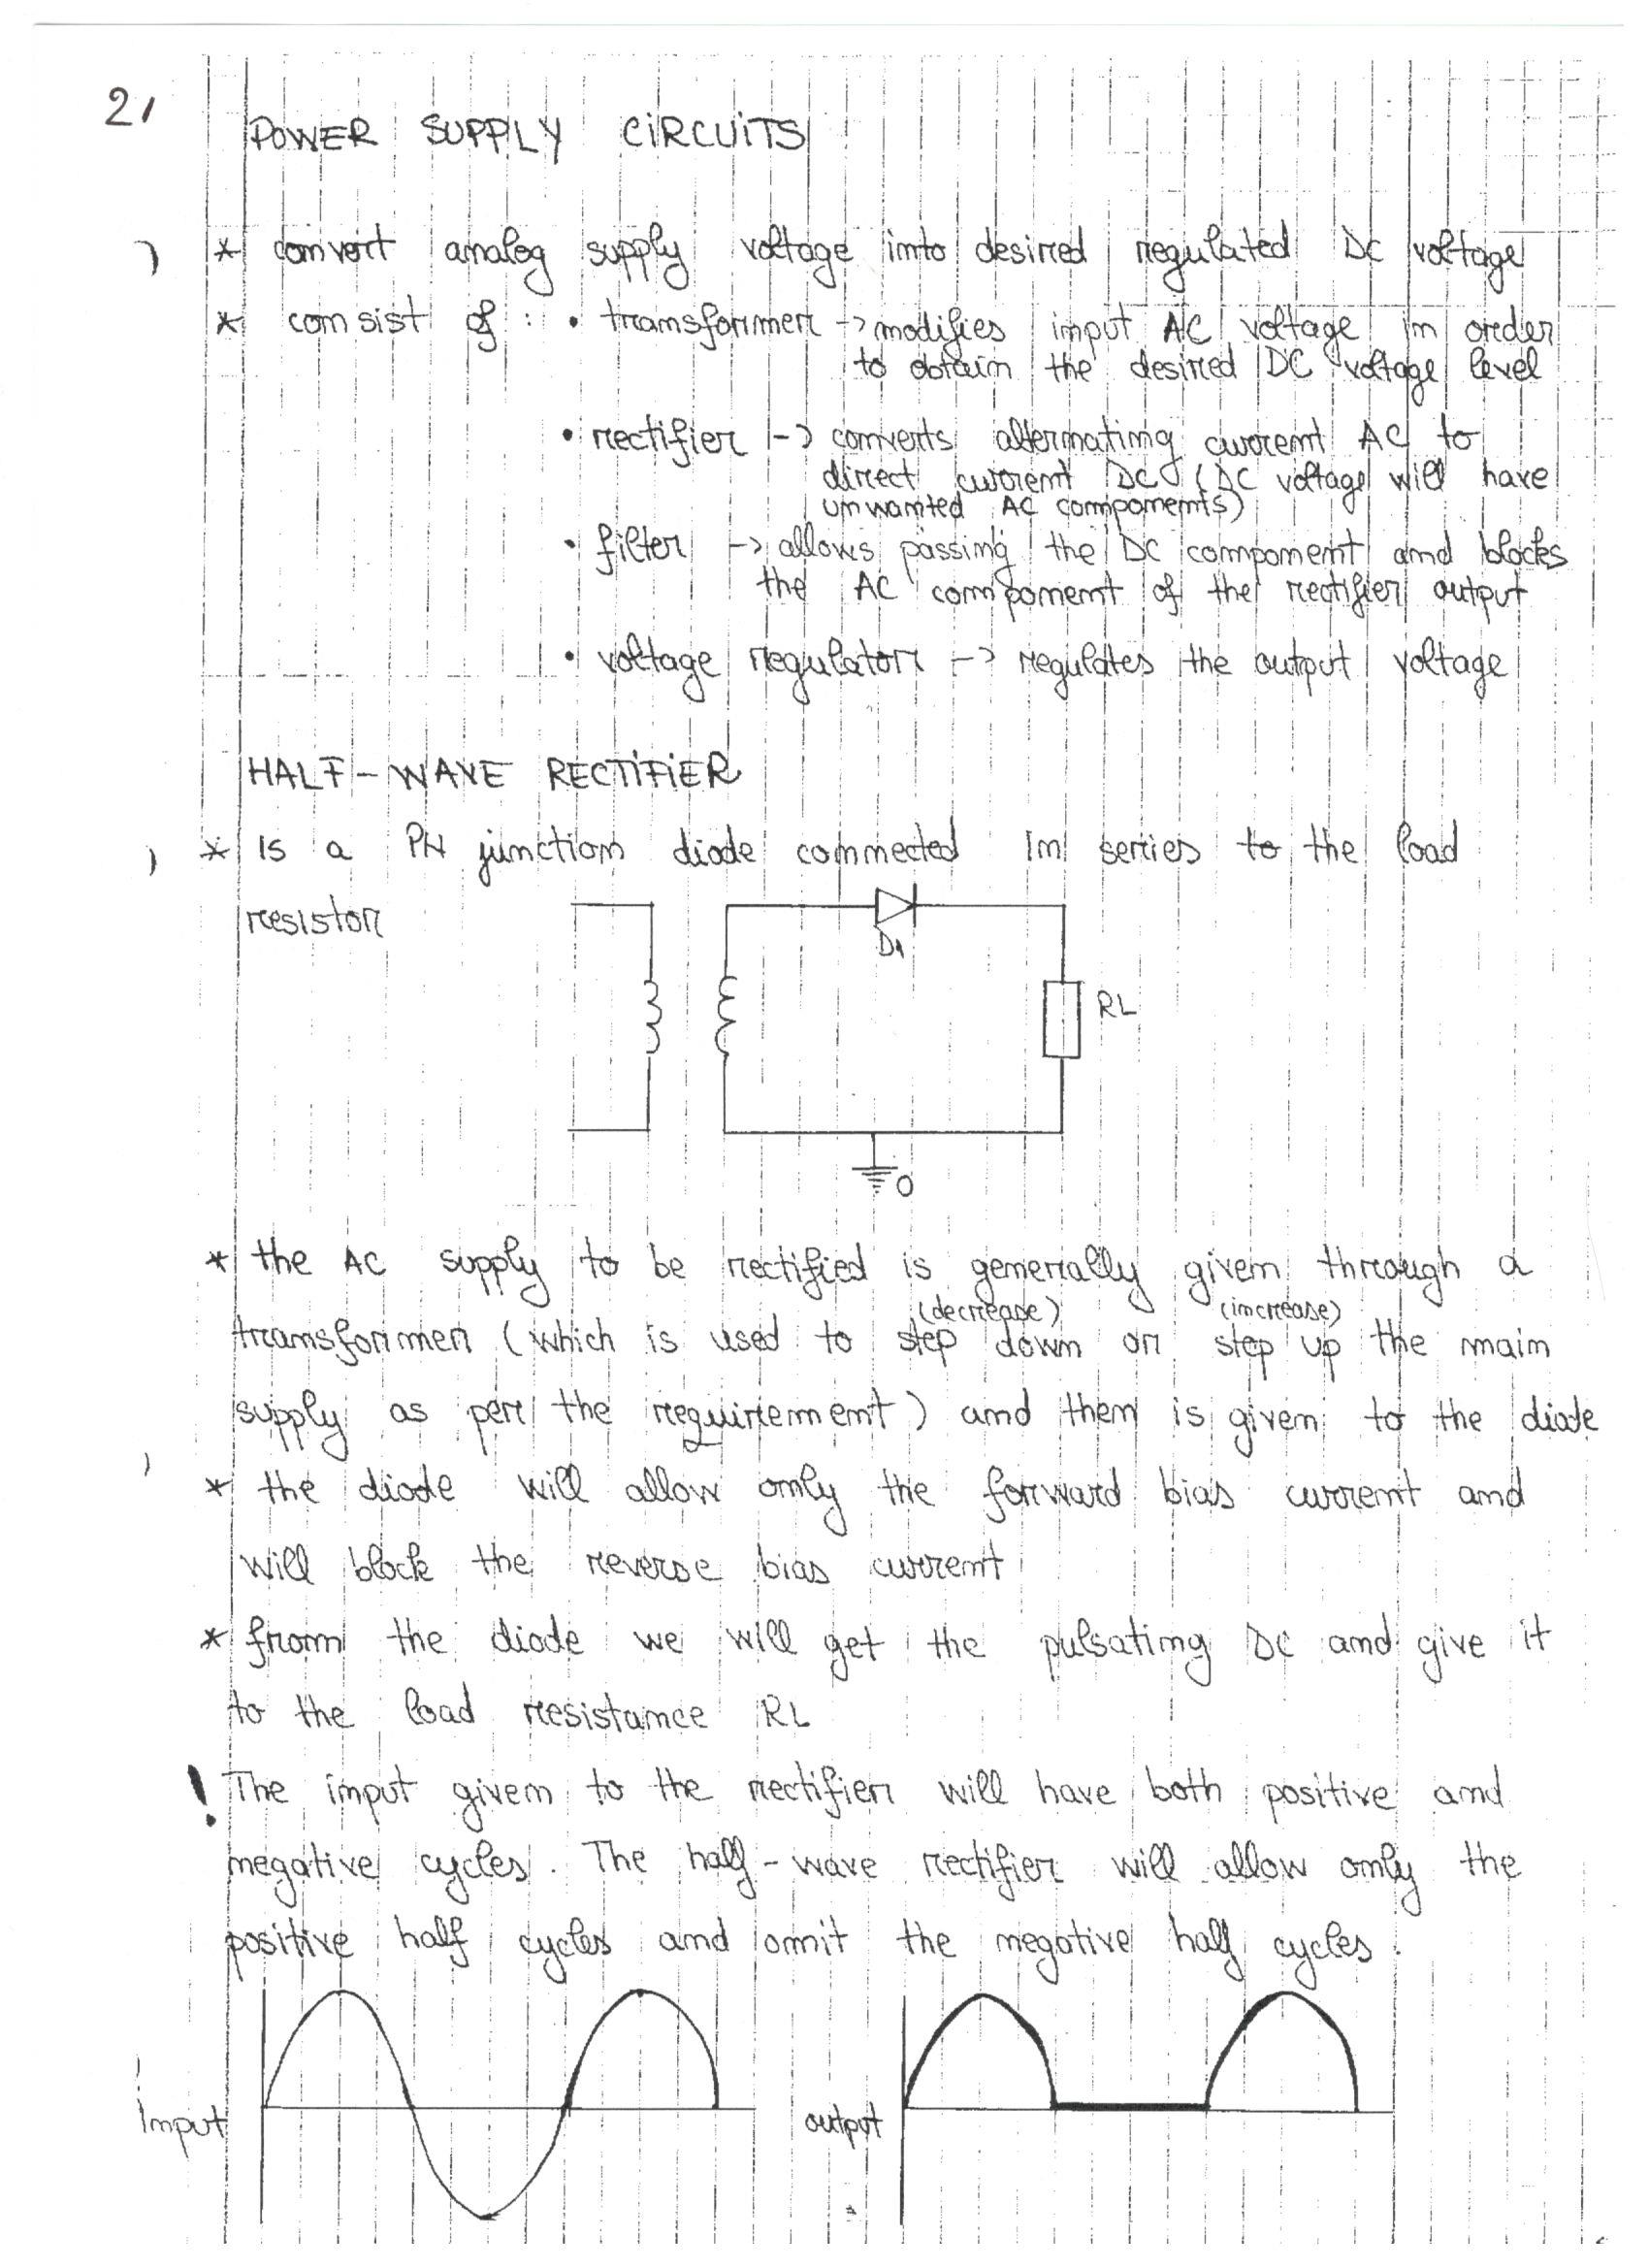 2/
POWER SUPPLY CIRCUITS
* convert analog supply voltage into desired regulated DC voltage
* consist of : • transformer -> modifies input AC voltage in order
to obtain the desired DC voltage level
• rectifier -> converts alternating current AC to
direct current DC (DC voltage will have
unwanted AC components)
• filter -> allows passing the DC component and blocks
the AC component of the rectifier output
• voltage regulator -> regulates the output voltage
HALF-WAVE RECTIFIER
* is a PN junction diode connected in series to the load
resistor
D1
RL
0
* the AC supply to be rectified is generally given through a
(decrease) (increase)
transformer (which is used to step down or step up the main
supply as per the requirement) and then is given to the diode
* the diode will allow only the forward bias current and
will block the reverse bias current
* from the diode we will get the pulsating DC and give it
to the load resistance RL
! The input given to the rectifier will have both positive and
negative cycles. The half-wave rectifier will allow only the
positive half cycles and omit the negative half cycles.
Input
output